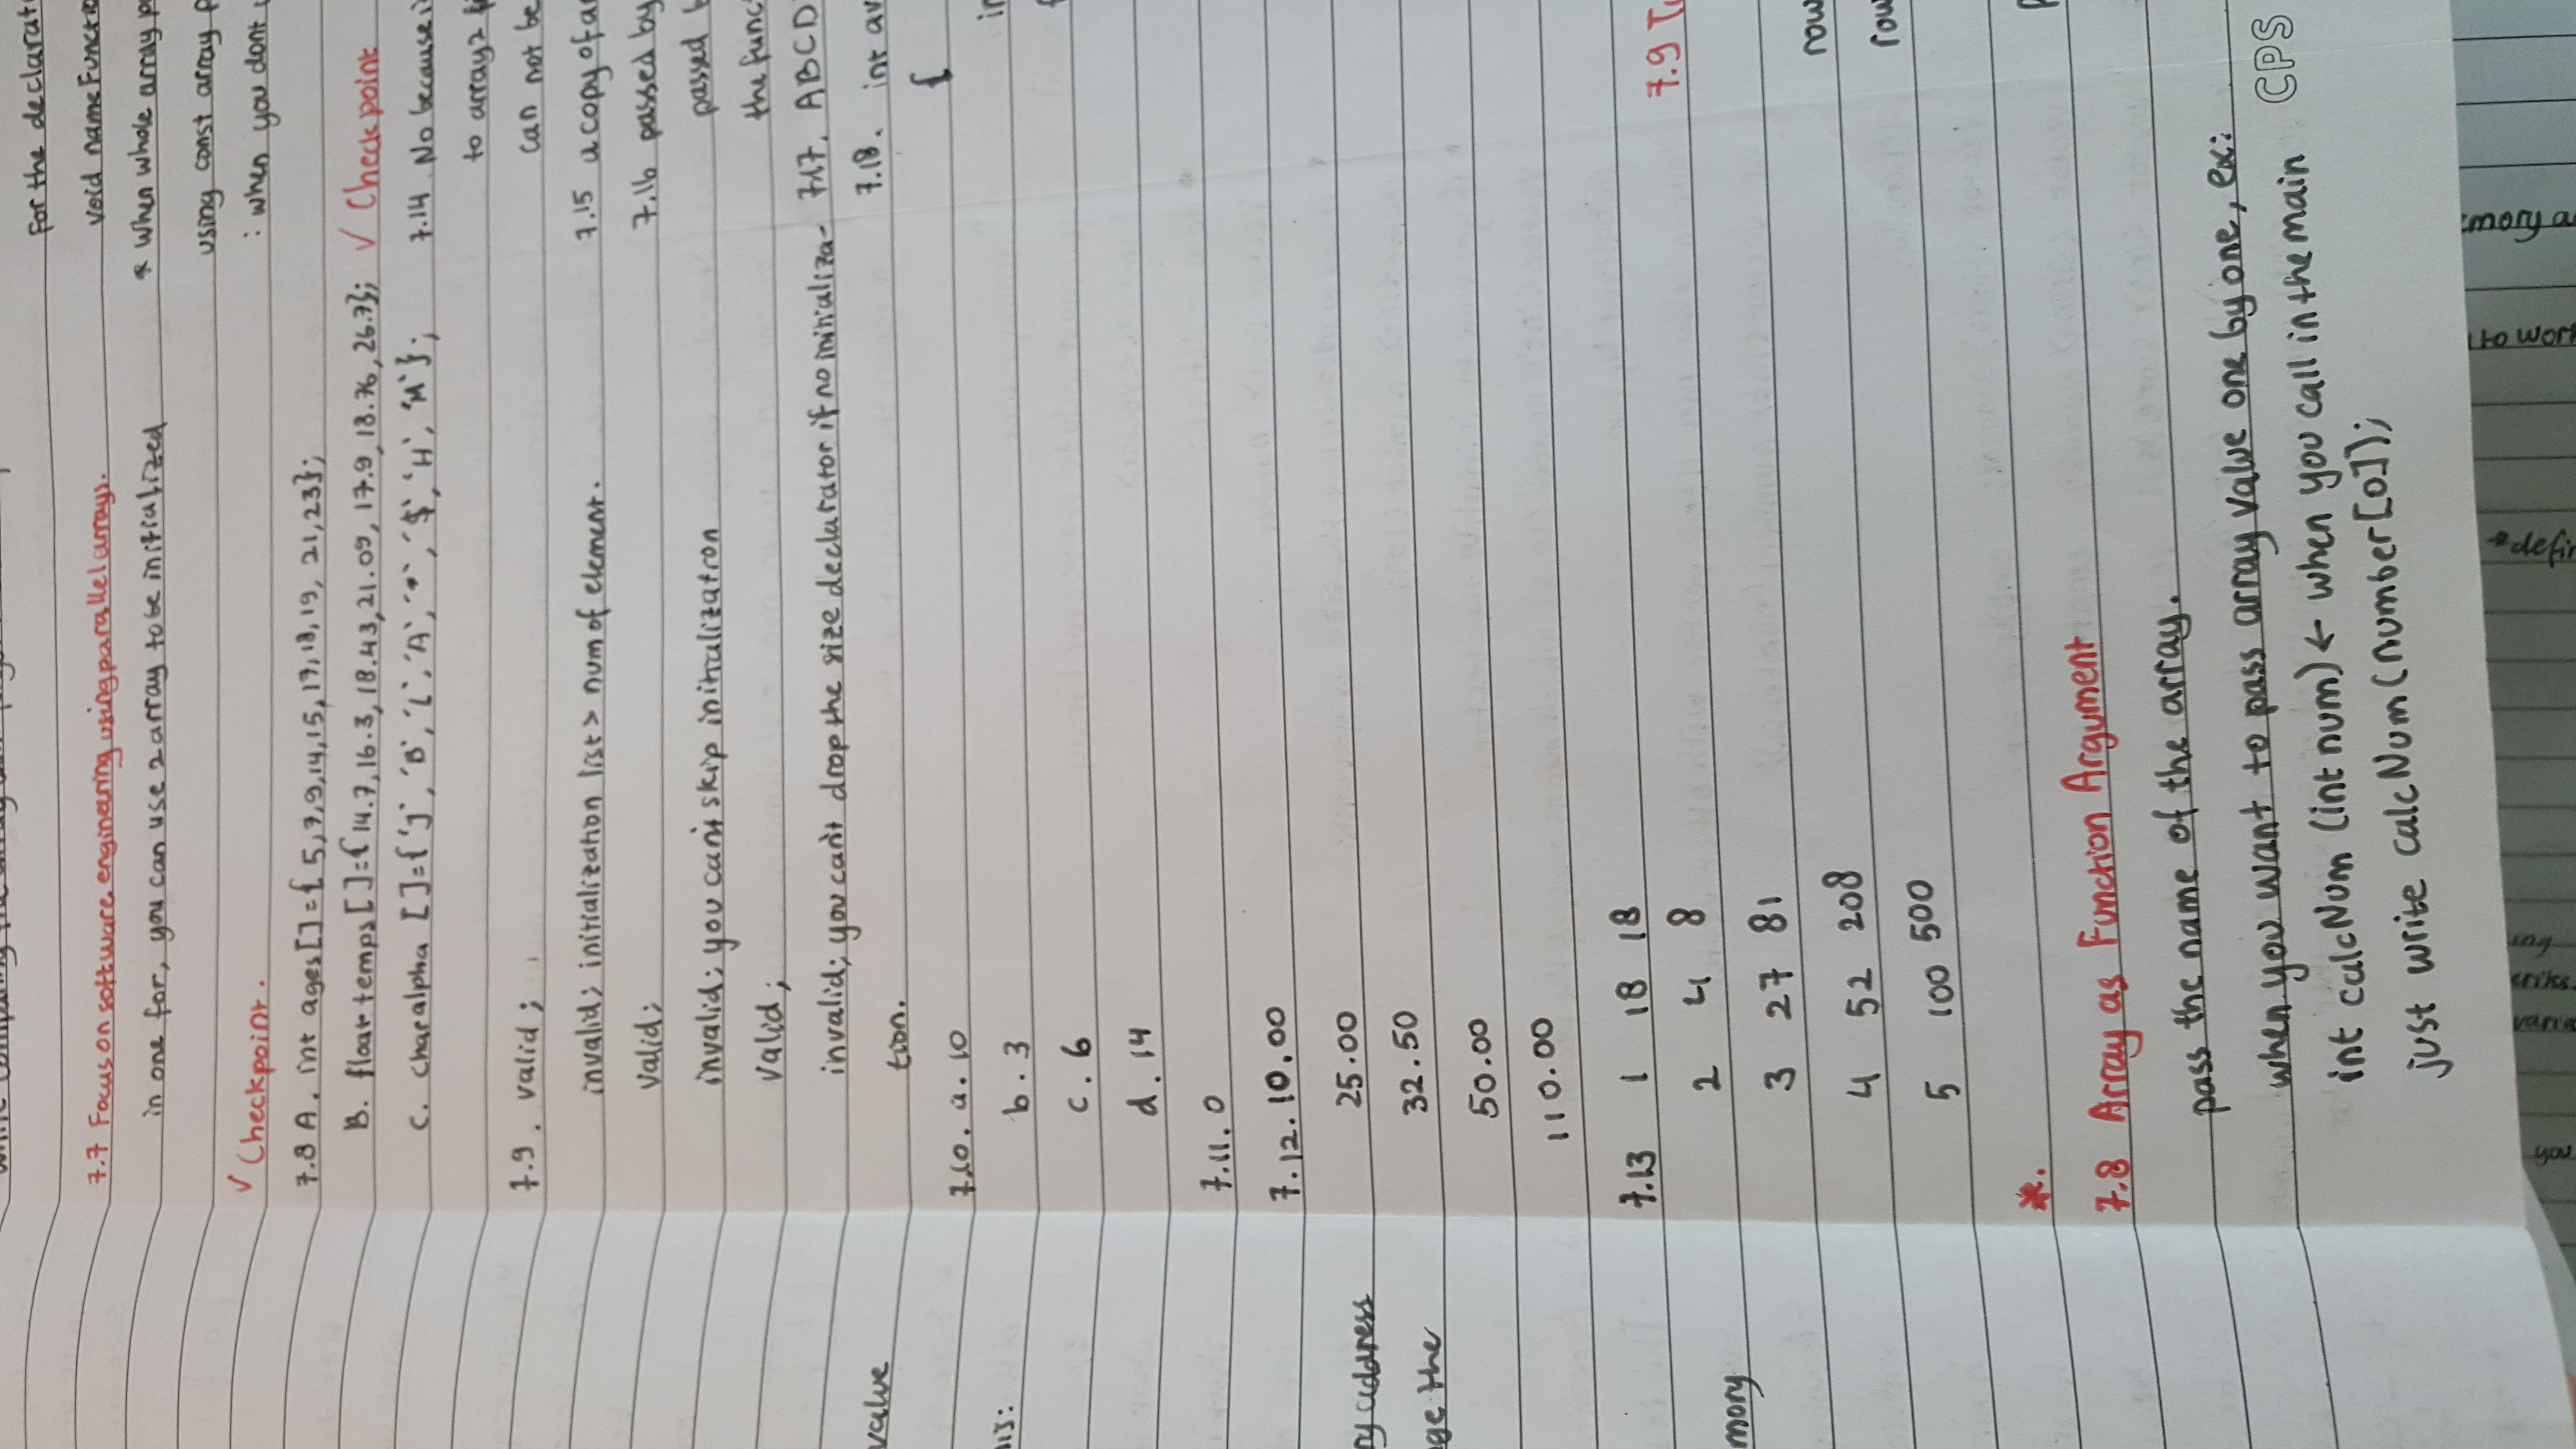 7.7 Focus on software engineering using parallel arrays.
in one for, you can use 2 array to be initialized
✓ Checkpoint.
7.8 A. int ages[]={ 5,7,9,14,15,17,18,19, 21,23};
B. float temps[]={14.7,16.3,18.43,21.09, 17.9,18.76,26.7};
C. char alpha []={'J','B','L','A','*','$','H','M'};
7.9. valid;
invalid; initialization list > num of element.
valid;
invalid; you can't skip initialization
valid;
invalid; you can't drop the size declarator if no initializa-
tion.
7.10. a. 10
b. 3
c. 6
d. 14
7.11. 0
7.12. 10.00
25.00
32.50
50.00
110.00
7.13 1 18 18
2 4 8
3 27 81
4 52 208
5 100 500
*.
7.8 Array as Function Argument
pass the name of the array.
when you want to pass array value one by one, ex:
int calcNum (int num) ← when you call in the main
just write calcNum(number[0]);
value
ry address
ge the
mory
For the declarat
void nameFunctio
* When whole array p
using const array p
: when you dont
✓ Checkpoint
7.14. No because i
to array2
can not be
7.15 a copy of a
7.16 passed by
passed b
the func
7.17. ABCD
7.18. int av
{
7.9 T
row
row
CPS